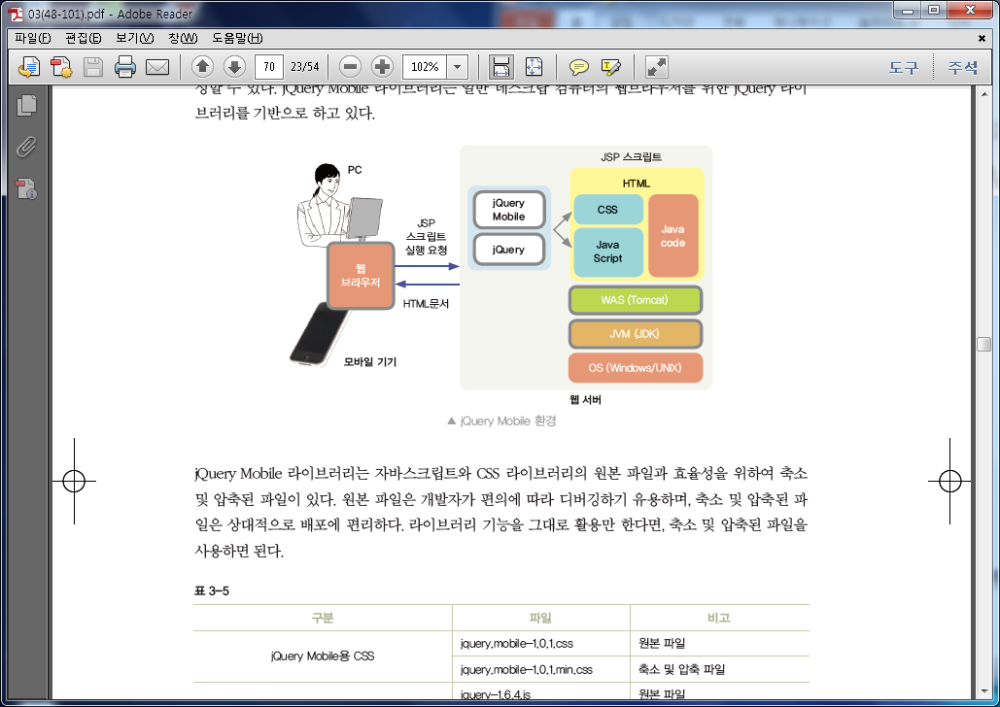 03(48-101).pdf - Adobe Reader
파일(F) 편집(E) 보기(V) 창(W) 도움말(H)
70 23/54 102% 도구 주석
성할 수 있다. jQuery Mobile 라이브러리는 일반 데스크탑 컴퓨터의 웹브라우저를 위한 jQuery 라이
브러리를 기반으로 하고 있다.
PC
웹
브라우저
모바일 기기
JSP
스크립트
실행 요청
HTML문서
jQuery
Mobile
jQuery
JSP 스크립트
HTML
CSS
Java
Script
Java
code
WAS (Tomcat)
JVM (JDK)
OS (Windows/UNIX)
웹 서버
▲ jQuery Mobile 환경
jQuery Mobile 라이브러리는 자바스크립트와 CSS 라이브러리의 원본 파일과 효율성을 위하여 축소
및 압축된 파일이 있다. 원본 파일은 개발자가 편의에 따라 디버깅하기 유용하며, 축소 및 압축된 파
일은 상대적으로 배포에 편리하다. 라이브러리 기능을 그대로 활용만 한다면, 축소 및 압축된 파일을
사용하면 된다.
표 3-5
구분 파일 비고
jQuery Mobile용 CSS
jquery.mobile-1.0.1.css 원본 파일
jquery.mobile-1.0.1.min.css 축소 및 압축 파일
jquery-1.6.4.js 원본 파일